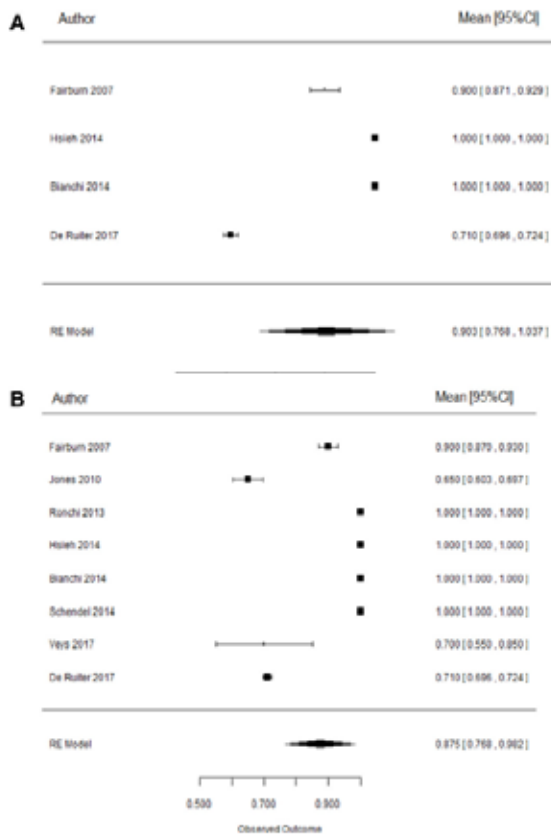 A
Author Mean [95%CI]
Fairburn 2007 0.900 [ 0.871 , 0.929 ]
Hsieh 2014 1.000 [ 1.000 , 1.000 ]
Bianchi 2014 1.000 [ 1.000 , 1.000 ]
De Ruiter 2017 0.710 [ 0.696 , 0.724 ]
RE Model 0.903 [ 0.768 , 1.037 ]
B
Author Mean [95%CI]
Fairburn 2007 0.900 [ 0.870 , 0.930 ]
Jones 2010 0.650 [ 0.603 , 0.697 ]
Ronchi 2013 1.000 [ 1.000 , 1.000 ]
Hsieh 2014 1.000 [ 1.000 , 1.000 ]
Bianchi 2014 1.000 [ 1.000 , 1.000 ]
Schendel 2014 1.000 [ 1.000 , 1.000 ]
Veys 2017 0.700 [ 0.550 , 0.850 ]
De Ruiter 2017 0.710 [ 0.696 , 0.724 ]
RE Model 0.875 [ 0.768 , 0.982 ]
0.500 0.700 0.900
Observed Outcome